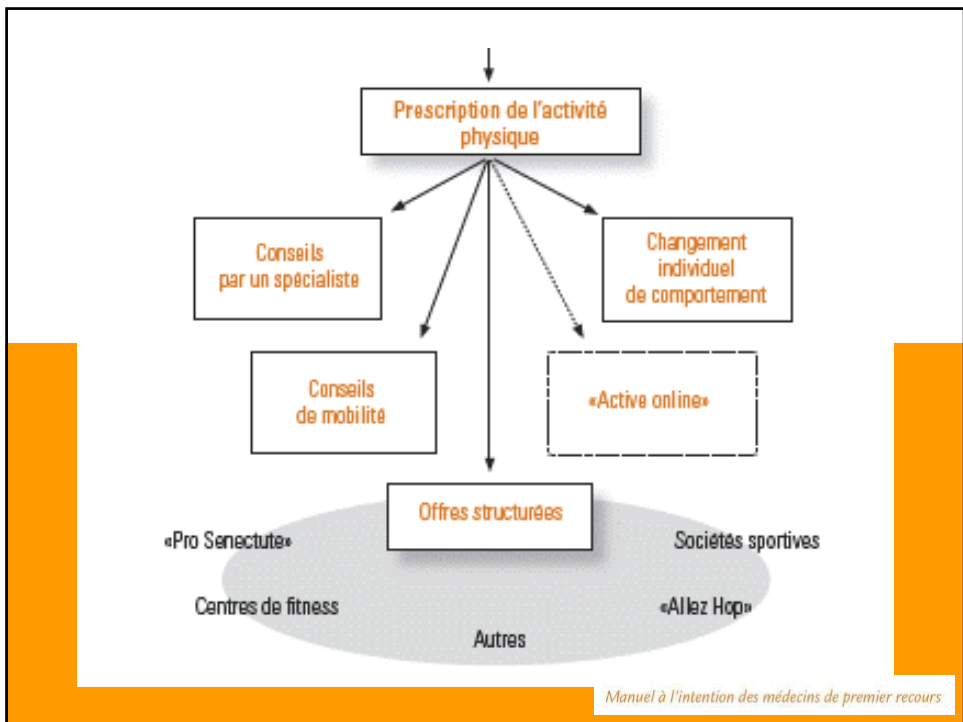 Prescription de l'activité
physique
Conseils
par un spécialiste
Changement
individuel
de comportement
Conseils
de mobilité
«Active online»
Offres structurées
«Pro Senectute»
Sociétés sportives
Centres de fitness
«Allez Hop»
Autres
Manuel à l'intention des médecins de premier recours